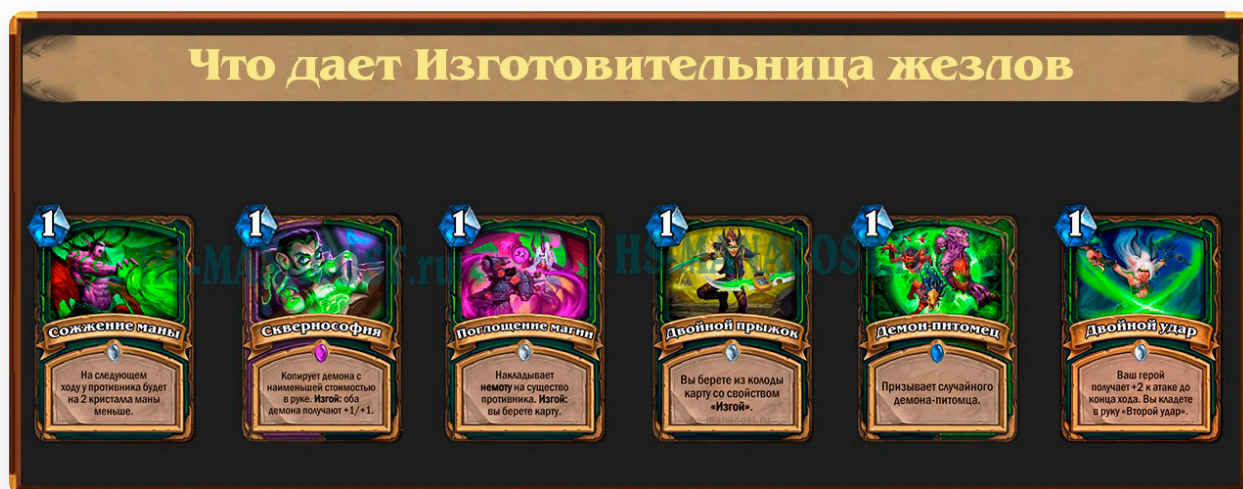 Что дает Изготовительница жезлов
1
Сожжение маны
На следующем
ходу у противника будет
на 2 кристалла маны
меньше.
1
Сквернософия
Копирует демона с
наименьшей стоимостью
в руке. Изгой: оба
демона получают +1/+1.
1
Поглощение магии
Накладывает
немоту на существо
противника. Изгой:
вы берете карту.
1
Двойной прыжок
Вы берете из колоды
карту со свойством
«Изгой».
1
Демон-питомец
Призывает случайного
демона-питомца.
1
Двойной удар
Ваш герой
получает +2 к атаке до
конца хода. Вы кладете
в руку «Второй удар».